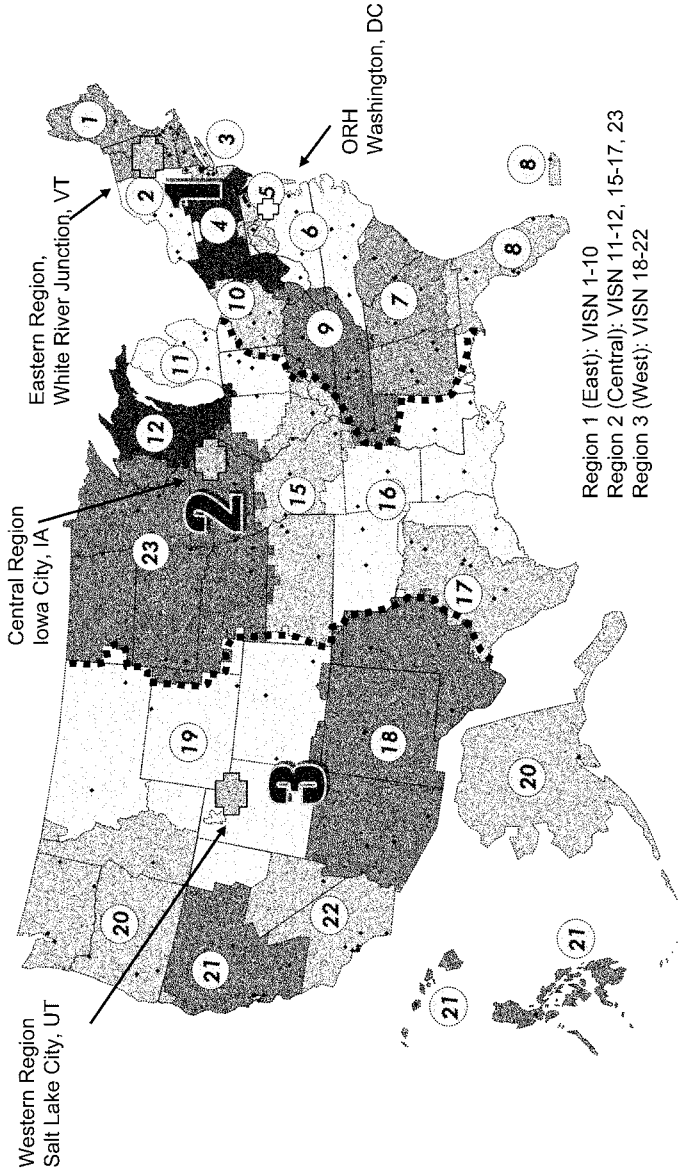 Western Region
Salt Lake City, UT
Central Region
Iowa City, IA
Eastern Region,
White River Junction, VT
ORH
Washington, DC
1
2
3
1
4
5
6
7
8
8
9
10
11
12
2
15
16
17
23
3
18
19
20
20
21
21
21
22
Region 1 (East): VISN 1-10
Region 2 (Central): VISN 11-12, 15-17, 23
Region 3 (West): VISN 18-22